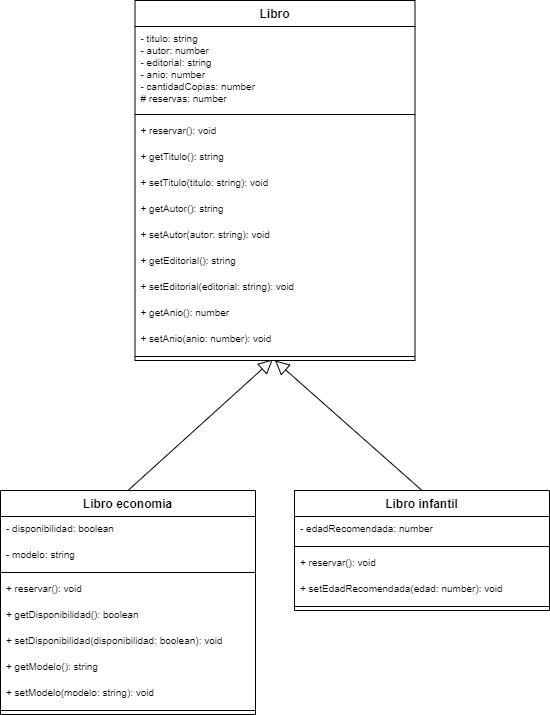 Libro
- titulo: string
- autor: number
- editorial: string
- anio: number
- cantidadCopias: number
# reservas: number
+ reservar(): void
+ getTitulo(): string
+ setTitulo(titulo: string): void
+ getAutor(): string
+ setAutor(autor: string): void
+ getEditorial(): string
+ setEditorial(editorial: string): void
+ getAnio(): number
+ setAnio(anio: number): void
Libro economia
- disponibilidad: boolean
- modelo: string
+ reservar(): void
+ getDisponibilidad(): boolean
+ setDisponibilidad(disponibilidad: boolean): void
+ getModelo(): string
+ setModelo(modelo: string): void
Libro infantil
- edadRecomendada: number
+ reservar(): void
+ setEdadRecomendada(edad: number): void